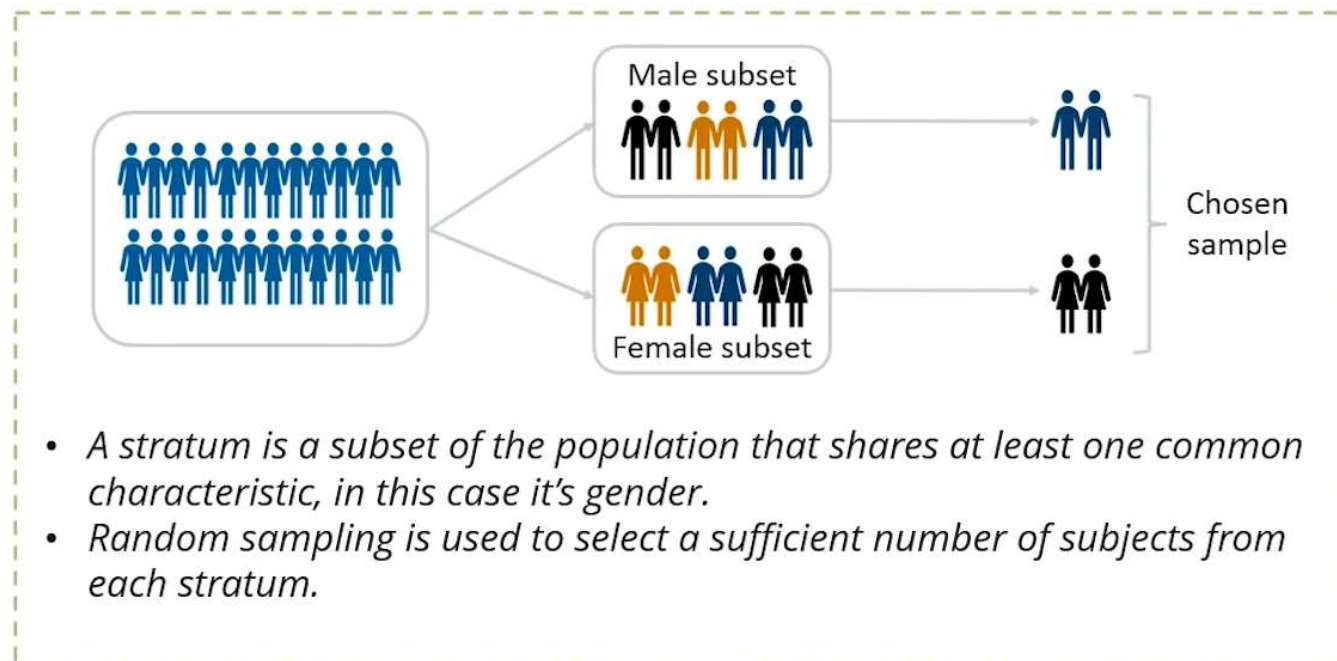 Male subset
Female subset
Chosen
sample
• A stratum is a subset of the population that shares at least one common
characteristic, in this case it’s gender.
• Random sampling is used to select a sufficient number of subjects from
each stratum.